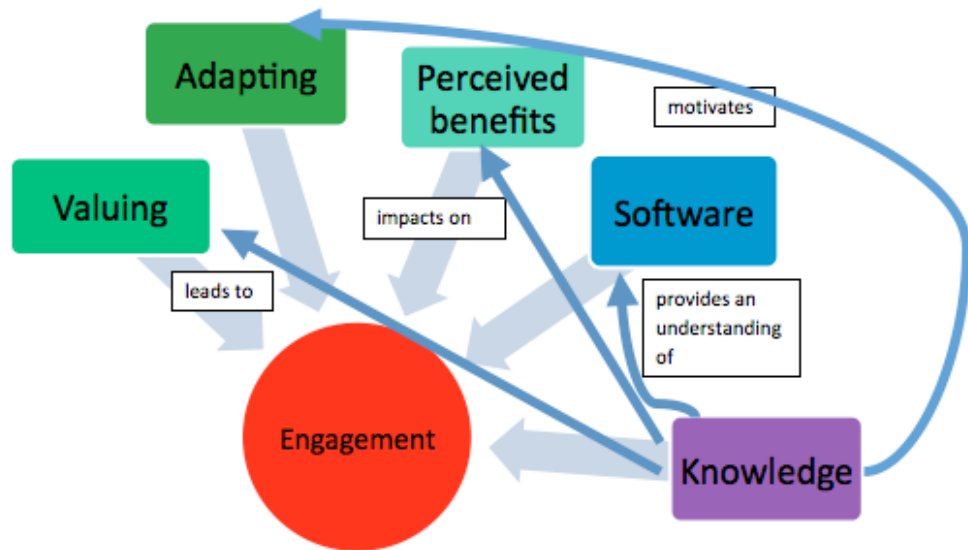 Adapting
Perceived
benefits
motivates
Valuing
impacts on
Software
leads to
provides an
understanding
of
Engagement
Knowledge